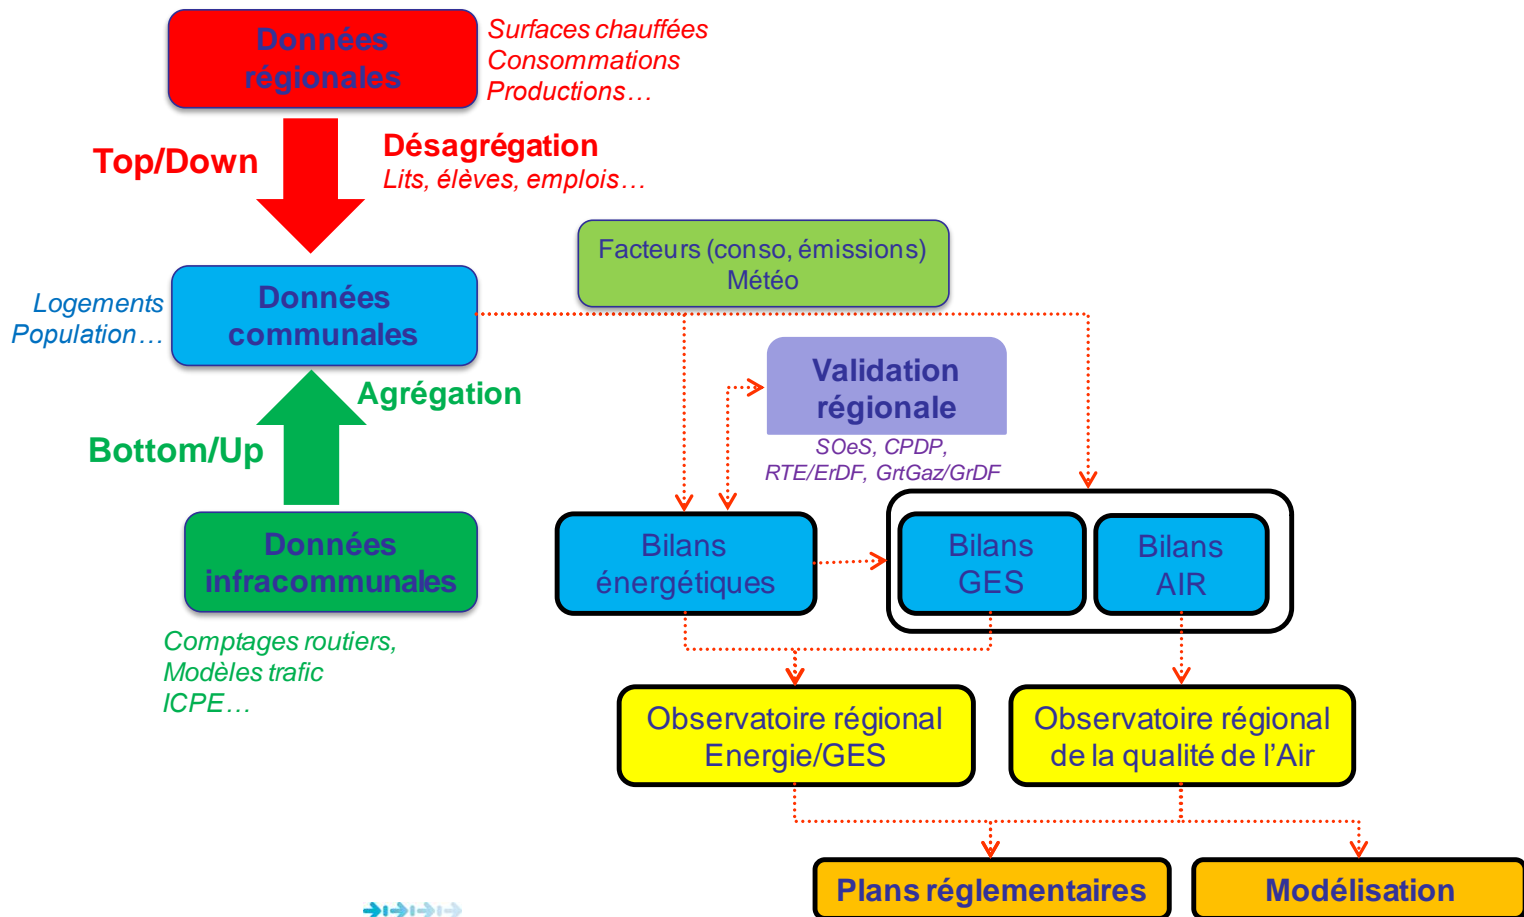 Données
régionales
Surfaces chauffées
Consommations
Productions…
Top/Down
Désagrégation
Lits, élèves, emplois…
Facteurs (conso, émissions)
Météo
Logements
Population…
Données
communales
Validation
régionale
SOeS, CPDP,
RTE/ErDF, GrtGaz/GrDF
Agrégation
Bottom/Up
Données
infracommunales
Comptages routiers,
Modèles trafic
ICPE…
Bilans
énergétiques
Bilans
GES
Bilans
AIR
Observatoire régional
Energie/GES
Observatoire régional
de la qualité de l’Air
Plans réglementaires
Modélisation